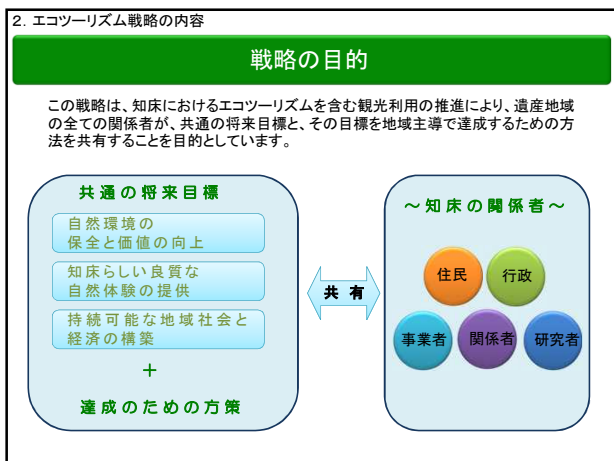 2．エコツーリズム戦略の内容
戦略の目的
この戦略は、知床におけるエコツーリズムを含む観光利用の推進により、遺産地域
の全ての関係者が、共通の将来目標と、その目標を地域主導で達成するための方
法を共有することを目的としています。
共通の将来目標
自然環境の
保全と価値の向上
知床らしい良質な
自然体験の提供
持続可能な地域社会と
経済の構築
＋
達成のための方策
共有
～知床の関係者～
住民
行政
事業者
関係者
研究者